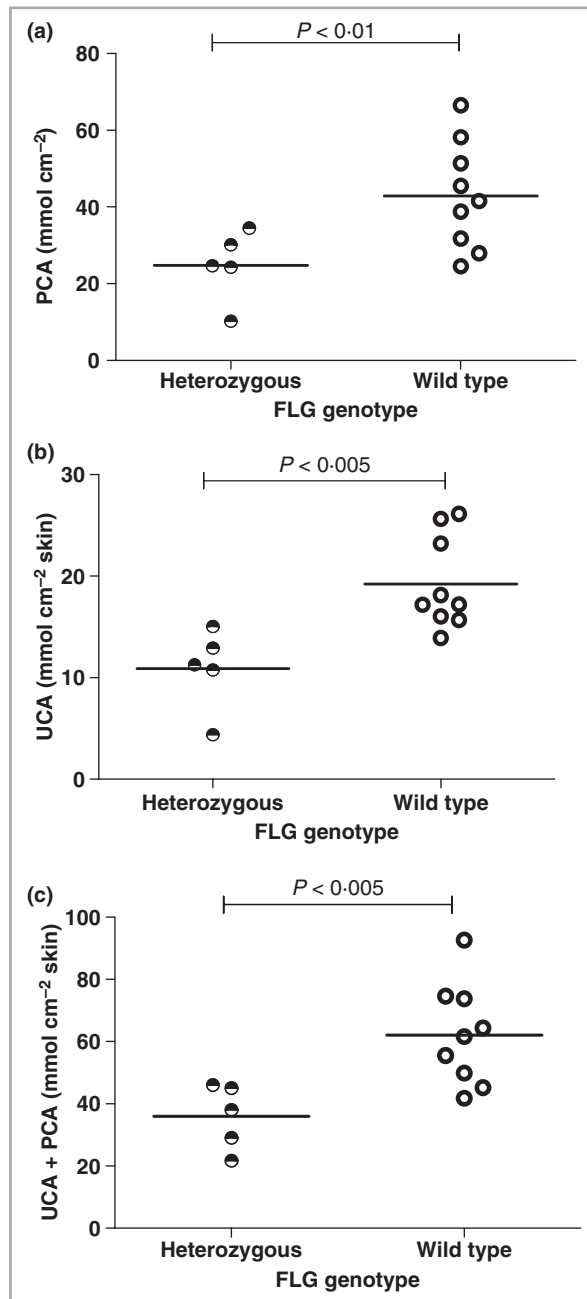 (a)
P < 0·01
PCA (mmol cm⁻²)
80
60
40
20
0
Heterozygous Wild type
FLG genotype
(b)
P < 0·005
UCA (mmol cm⁻² skin)
30
20
10
0
Heterozygous Wild type
FLG genotype
(c)
P < 0·005
UCA + PCA (mmol cm⁻² skin)
100
80
60
40
20
0
Heterozygous Wild type
FLG genotype